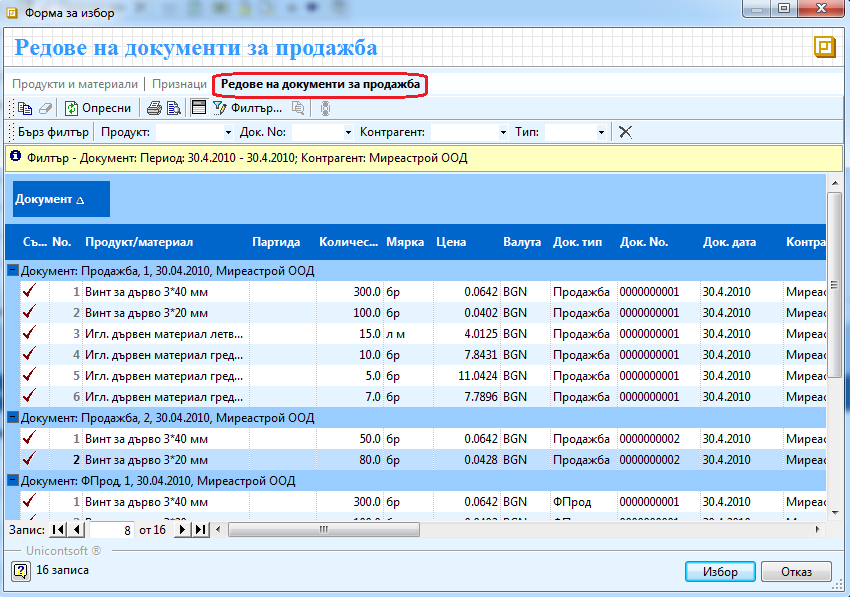 Форма за избор
Редове на документи за продажба
Продукти и материали Признаци Редове на документи за продажба
Опресни Филтър...
Бърз филтър Продукт: Док. No: Контрагент: Тип:
Филтър - Документ: Период: 30.4.2010 - 30.4.2010; Контрагент: Миреастрой ООД
Документ
Съ... No. Продукт/материал Партида Количес... Мярка Цена Валута Док. тип Док. No. Док. дата Контра
Документ: Продажба, 1, 30.04.2010, Миреастрой ООД
1 Винт за дърво 3*40 мм 300.0 бр 0.0642 BGN Продажба 0000000001 30.4.2010 Миреас
2 Винт за дърво 3*20 мм 100.0 бр 0.0402 BGN Продажба 0000000001 30.4.2010 Миреас
3 Игл. дървен материал летв... 15.0 л м 4.0125 BGN Продажба 0000000001 30.4.2010 Миреас
4 Игл. дървен материал гред... 10.0 бр 7.8431 BGN Продажба 0000000001 30.4.2010 Миреас
5 Игл. дървен материал гред... 5.0 бр 11.0424 BGN Продажба 0000000001 30.4.2010 Миреас
6 Игл. дървен материал гред... 7.0 бр 7.7896 BGN Продажба 0000000001 30.4.2010 Миреас
Документ: Продажба, 2, 30.04.2010, Миреастрой ООД
1 Винт за дърво 3*40 мм 50.0 бр 0.0642 BGN Продажба 0000000002 30.4.2010 Миреас
2 Винт за дърво 3*20 мм 80.0 бр 0.0428 BGN Продажба 0000000002 30.4.2010 Миреас
Документ: ФПрод, 1, 30.04.2010, Миреастрой ООД
1 Винт за дърво 3*40 мм 300.0 бр 0.0642 BGN ФПрод 0000000001 30.4.2010 Миреас
Запис: 8 от 16
Unicontsoft ®
16 записа Избор Отказ